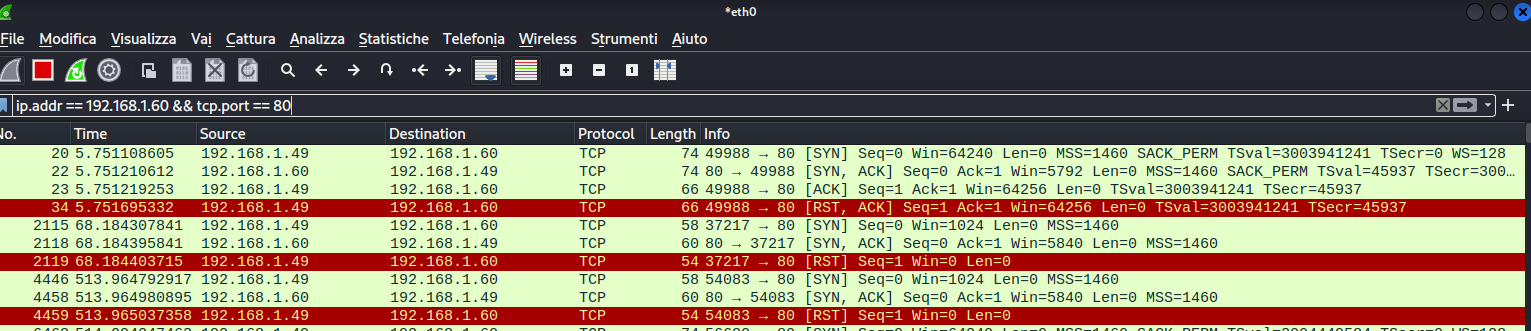 *eth0
File Modifica Visualizza Vai Cattura Analizza Statistiche Telefonia Wireless Strumenti Aiuto
ip.addr == 192.168.1.60 && tcp.port == 80
No. Time Source Destination Protocol Length Info
20 5.751108605 192.168.1.49 192.168.1.60 TCP 74 49988 → 80 [SYN] Seq=0 Win=64240 Len=0 MSS=1460 SACK_PERM TSval=3003941241 TSecr=0 WS=128
22 5.751210612 192.168.1.60 192.168.1.49 TCP 74 80 → 49988 [SYN, ACK] Seq=0 Ack=1 Win=5792 Len=0 MSS=1460 SACK_PERM TSval=45937 TSecr=300…
23 5.751219253 192.168.1.49 192.168.1.60 TCP 66 49988 → 80 [ACK] Seq=1 Ack=1 Win=64256 Len=0 TSval=3003941241 TSecr=45937
34 5.751695332 192.168.1.49 192.168.1.60 TCP 66 49988 → 80 [RST, ACK] Seq=1 Ack=1 Win=64256 Len=0 TSval=3003941241 TSecr=45937
2115 68.184307841 192.168.1.49 192.168.1.60 TCP 58 37217 → 80 [SYN] Seq=0 Win=1024 Len=0 MSS=1460
2118 68.184395841 192.168.1.60 192.168.1.49 TCP 60 80 → 37217 [SYN, ACK] Seq=0 Ack=1 Win=5840 Len=0 MSS=1460
2119 68.184403715 192.168.1.49 192.168.1.60 TCP 54 37217 → 80 [RST] Seq=1 Win=0 Len=0
4446 513.964792917 192.168.1.49 192.168.1.60 TCP 58 54083 → 80 [SYN] Seq=0 Win=1024 Len=0 MSS=1460
4458 513.964980895 192.168.1.60 192.168.1.49 TCP 60 80 → 54083 [SYN, ACK] Seq=0 Ack=1 Win=5840 Len=0 MSS=1460
4459 513.965037358 192.168.1.49 192.168.1.60 TCP 54 54083 → 80 [RST] Seq=1 Win=0 Len=0